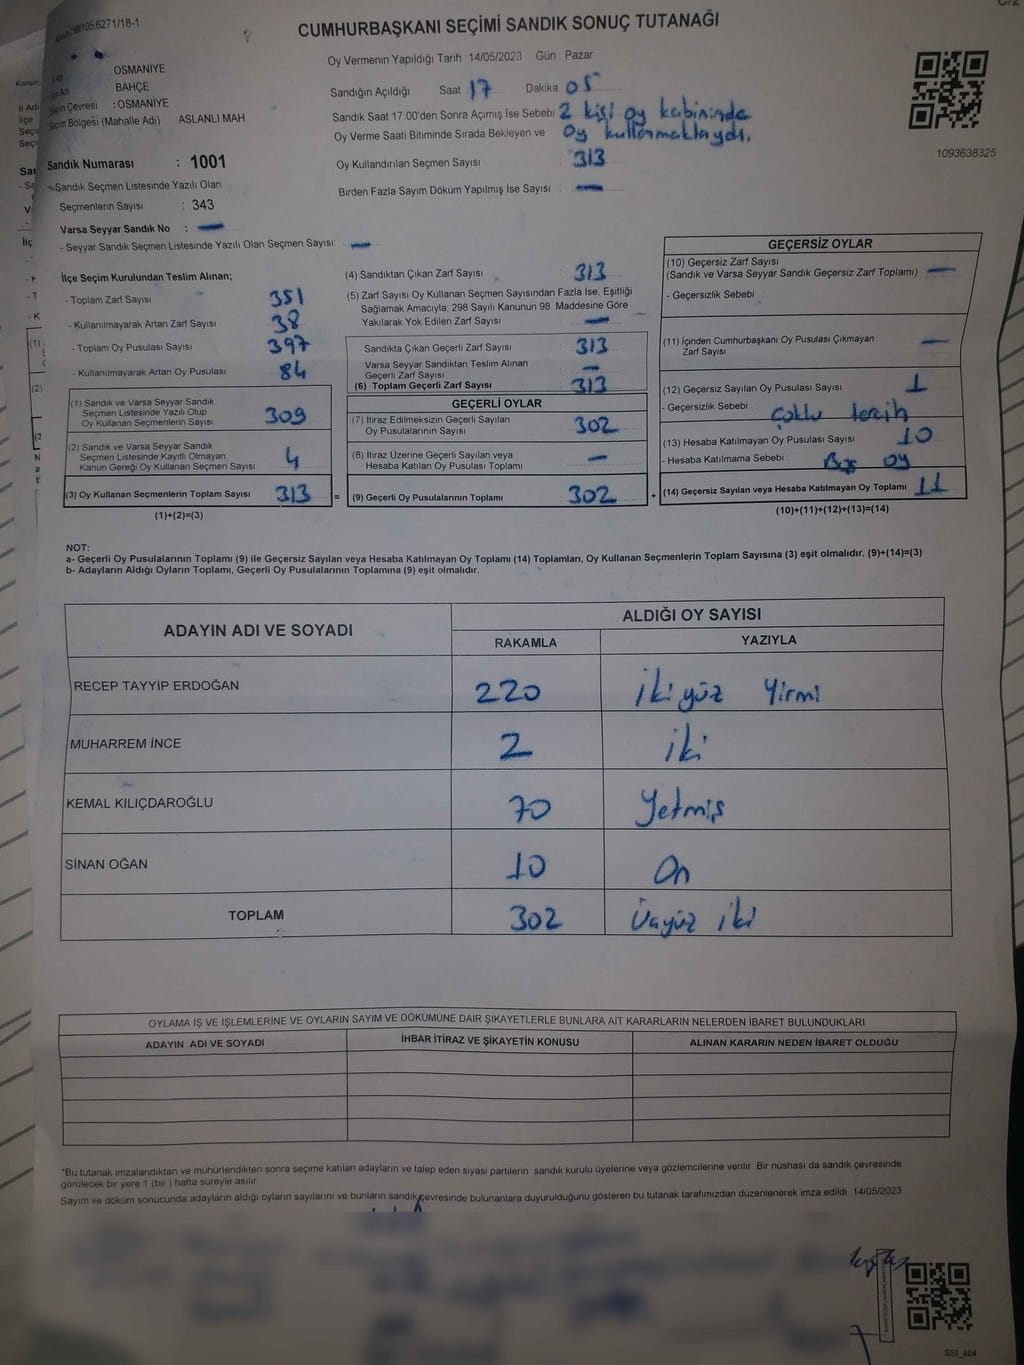 CUMHURBAŞKANI SEÇİMİ SANDIK SONUÇ TUTANAĞI
Oy Vermenin Yapıldığı Tarih 14/05/2023 Gün Pazar
OSMANİYE
BAHÇE
Seçim Çevresi : OSMANİYE
Seçim Bölgesi (Mahalle Adı) ASLANLI MAH
Sandık Numarası : 1001
- Sandık Seçmen Listesinde Yazılı Olan
Seçmenlerin Sayısı : 343
Varsa Seyyar Sandık No : —
- Seyyar Sandık Seçmen Listesinde Yazılı Olan Seçmen Sayısı: —
Sandığın Açıldığı Saat 17 Dakika 05
Sandık Saat 17.00'den Sonra Açımış İse Sebebi 2 kişi oy kabininde
Oy Verme Saati Bitiminde Sırada Bekleyen ve oy kullanmaktaydı.
Oy Kullandırılan Seçmen Sayısı : 313
Birden Fazla Sayım Döküm Yapılmış İse Sayısı : —
1093638325
İlçe Seçim Kurulundan Teslim Alınan;
- Toplam Zarf Sayısı 351
- Kullanılmayarak Artan Zarf Sayısı 38
- Toplam Oy Pusulası Sayısı 397
- Kullanılmayarak Artan Oy Pusulası 84
(1) Sandık ve Varsa Seyyar Sandık
Seçmen Listesinde Yazılı Olup
Oy Kullanan Seçmenlerin Sayısı 309
(2) Sandık ve Varsa Seyyar Sandık
Seçmen Listesinde Kayıtlı Olmayan
Kanun Gereği Oy Kullanan Seçmen Sayısı 4
(3) Oy Kullanan Seçmenlerin Toplam Sayısı 313 =
(1)+(2)=(3)
(4) Sandıktan Çıkan Zarf Sayısı : 313
(5) Zarf Sayısı Oy Kullanan Seçmen Sayısından Fazla İse, Eşitliği
Sağlamak Amacıyla, 298 Sayılı Kanunun 98. Maddesine Göre
Yakılarak Yok Edilen Zarf Sayısı : —
Sandıkta Çıkan Geçerli Zarf Sayısı : 313
Varsa Seyyar Sandıktan Teslim Alınan
Geçerli Zarf Sayısı : —
(6) Toplam Geçerli Zarf Sayısı : 313
GEÇERLİ OYLAR
(7) İtiraz Edilmeksizin Geçerli Sayılan
Oy Pusulalarının Sayısı : 302
(8) İtiraz Üzerine Geçerli Sayılan veya
Hesaba Katılan Oy Pusulası Toplamı : —
(9) Geçerli Oy Pusulalarının Toplamı : 302 +
GEÇERSİZ OYLAR
(10) Geçersiz Zarf Sayısı
(Sandık ve Varsa Seyyar Sandık Geçersiz Zarf Toplamı) : —
- Geçersizlik Sebebi :
(11) İçinden Cumhurbaşkanı Oy Pusulası Çıkmayan
Zarf Sayısı : —
(12) Geçersiz Sayılan Oy Pusulası Sayısı : 1
- Geçersizlik Sebebi : Çoklu tercih
(13) Hesaba Katılmayan Oy Pusulası Sayısı : 10
- Hesaba Katılmama Sebebi : Boş oy
(14) Geçersiz Sayılan veya Hesaba Katılmayan Oy Toplamı : 11
(10)+(11)+(12)+(13)=(14)
NOT:
a- Geçerli Oy Pusulalarının Toplamı (9) ile Geçersiz Sayılan veya Hesaba Katılmayan Oy Toplamı (14) Toplamları, Oy Kullanan Seçmenlerin Toplam Sayısına (3) eşit olmalıdır. (9)+(14)=(3)
b- Adayların Aldığı Oyların Toplamı, Geçerli Oy Pusulalarının Toplamına (9) eşit olmalıdır.
ADAYIN ADI VE SOYADI ALDIĞI OY SAYISI
RAKAMLA YAZIYLA
RECEP TAYYİP ERDOĞAN 220 İkiyüz Yirmi
MUHARREM İNCE 2 iki
KEMAL KILIÇDAROĞLU 70 Yetmiş
SİNAN OĞAN 10 On
TOPLAM 302 Üçyüz iki
OYLAMA İŞ VE İŞLEMLERİNE VE OYLARIN SAYIM VE DÖKÜMÜNE DAİR ŞİKAYETLERLE BUNLARA AİT KARARLARIN NELERDEN İBARET BULUNDUKLARI
ADAYIN ADI VE SOYADI İHBAR İTİRAZ VE ŞİKAYETİN KONUSU ALINAN KARARIN NEDEN İBARET OLDUĞU
*Bu tutanak imzalandıktan ve mühürlendikten sonra seçime katılan adayların ve talep eden siyasi partilerin sandık kurulu üyelerine veya gözlemcilerine verilir. Bir nüshası da sandık çevresinde
görülecek bir yere 1 (bir) hafta süreyle asılır.
Sayım ve döküm sonucunda adayların aldığı oyların sayılarını ve bunların sandık çevresinde bulunanlara duyurulduğunu gösteren bu tutanak tarafımızdan düzenlenerek imza edildi. 14/05/2023
SSI_404